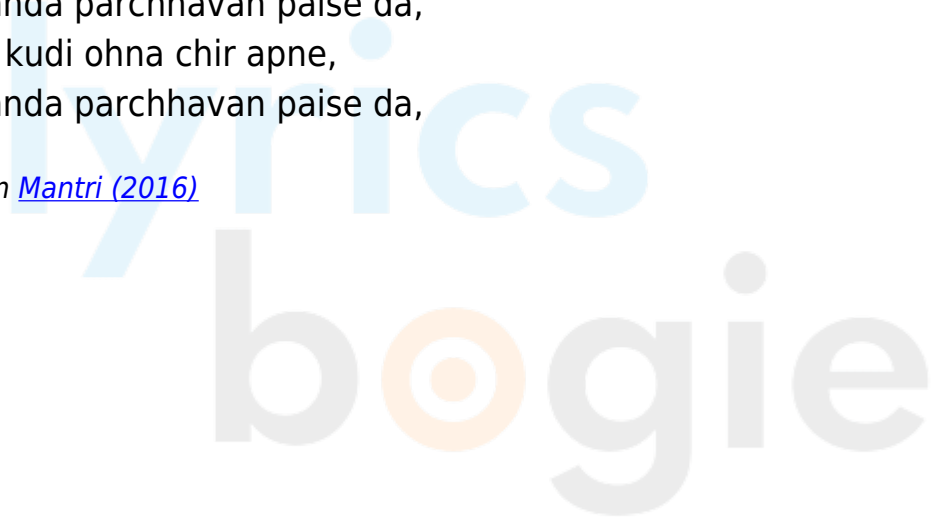 nda parchhavan paise da,
kudi ohna chir apne,
nda parchhavan paise da,
Mantri (2016)
lyrics
bogie